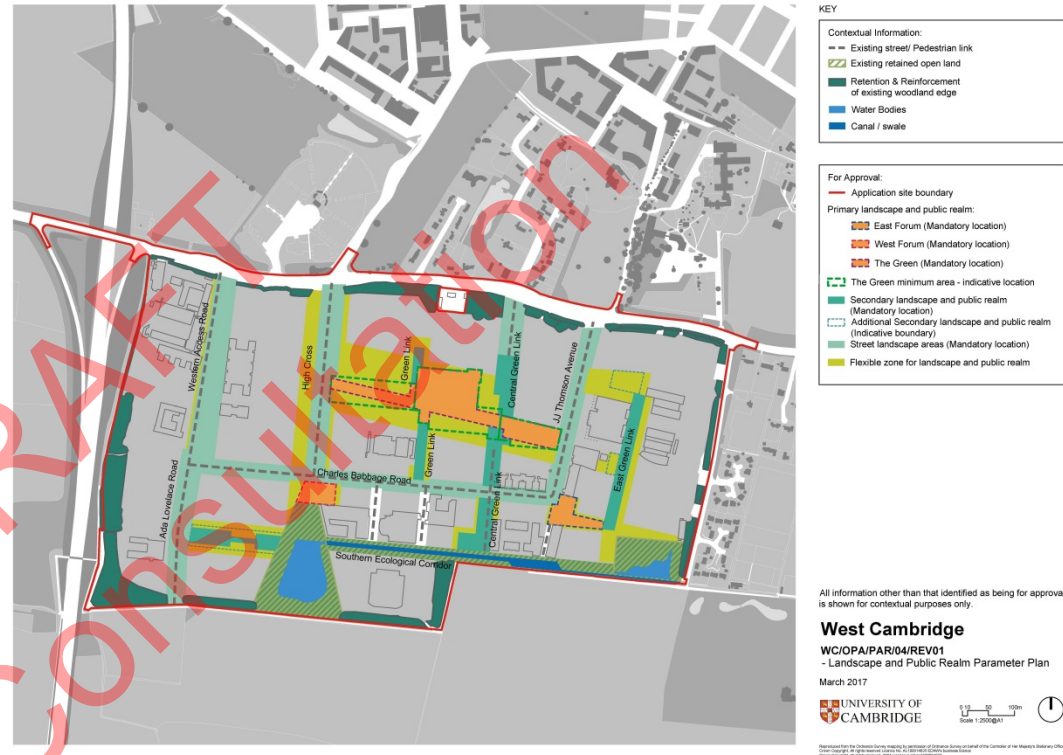 DRAFT
Consultation
Western Access Road
High Cross
Green Link
Central Green Link
JJ Thomson Avenue
Green Link
East Green Link
Charles Babbage Road
Ada Lovelace Road
Central Green Link
Southern Ecological Corridor
KEY
Contextual Information:
Existing street/ Pedestrian link
Existing retained open land
Retention & Reinforcement
of existing woodland edge
Water Bodies
Canal / swale
For Approval:
Application site boundary
Primary landscape and public realm:
East Forum (Mandatory location)
West Forum (Mandatory location)
The Green (Mandatory location)
The Green minimum area - indicative location
Secondary landscape and public realm
(Mandatory location)
Additional Secondary landscape and public realm
(Indicative boundary)
Street landscape areas (Mandatory location)
Flexible zone for landscape and public realm
All information other than that identified as being for approva
is shown for contextual purposes only.
West Cambridge
WC/OPA/PAR/04/REV01
- Landscape and Public Realm Parameter Plan
March 2017
UNIVERSITY OF
CAMBRIDGE
0 10 50 100m
Scale 1:2500@A1